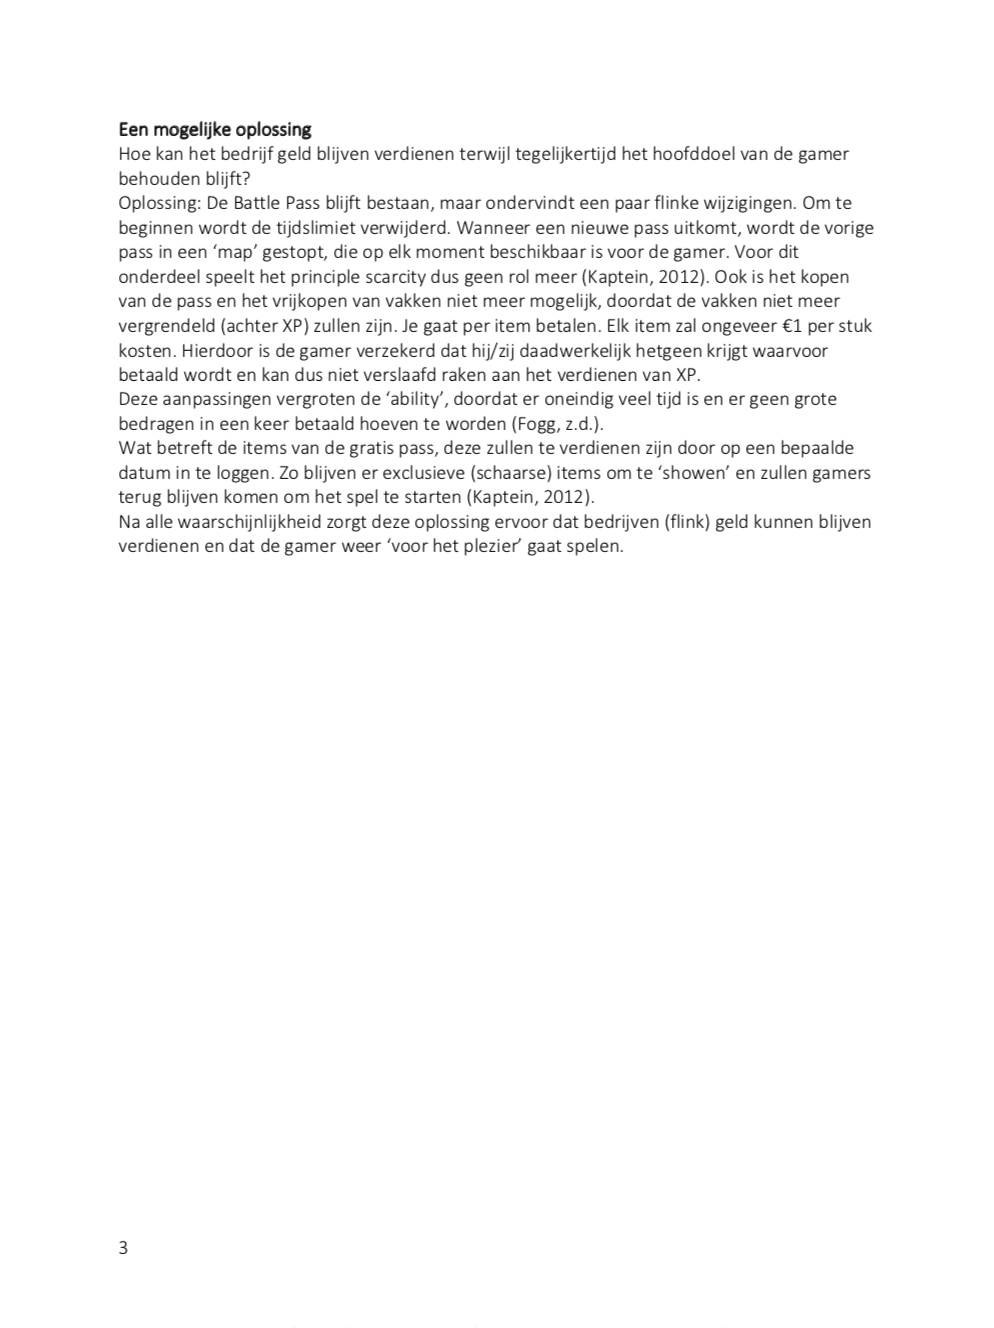 Een mogelijke oplossing
Hoe kan het bedrijf geld blijven verdienen terwijl tegelijkertijd het hoofddoel van de gamer
behouden blijft?
Oplossing: De Battle Pass blijft bestaan, maar ondervindt een paar flinke wijzigingen. Om te
beginnen wordt de tijdslimiet verwijderd. Wanneer een nieuwe pass uitkomt, wordt de vorige
pass in een ‘map’ gestopt, die op elk moment beschikbaar is voor de gamer. Voor dit
onderdeel speelt het principle scarcity dus geen rol meer (Kaptein, 2012). Ook is het kopen
van de pass en het vrijkopen van vakken niet meer mogelijk, doordat de vakken niet meer
vergrendeld (achter XP) zullen zijn. Je gaat per item betalen. Elk item zal ongeveer €1 per stuk
kosten. Hierdoor is de gamer verzekerd dat hij/zij daadwerkelijk hetgeen krijgt waarvoor
betaald wordt en kan dus niet verslaafd raken aan het verdienen van XP.
Deze aanpassingen vergroten de ‘ability’, doordat er oneindig veel tijd is en er geen grote
bedragen in een keer betaald hoeven te worden (Fogg, z.d.).
Wat betreft de items van de gratis pass, deze zullen te verdienen zijn door op een bepaalde
datum in te loggen. Zo blijven er exclusieve (schaarse) items om te ‘showen’ en zullen gamers
terug blijven komen om het spel te starten (Kaptein, 2012).
Na alle waarschijnlijkheid zorgt deze oplossing ervoor dat bedrijven (flink) geld kunnen blijven
verdienen en dat de gamer weer ‘voor het plezier’ gaat spelen.
3